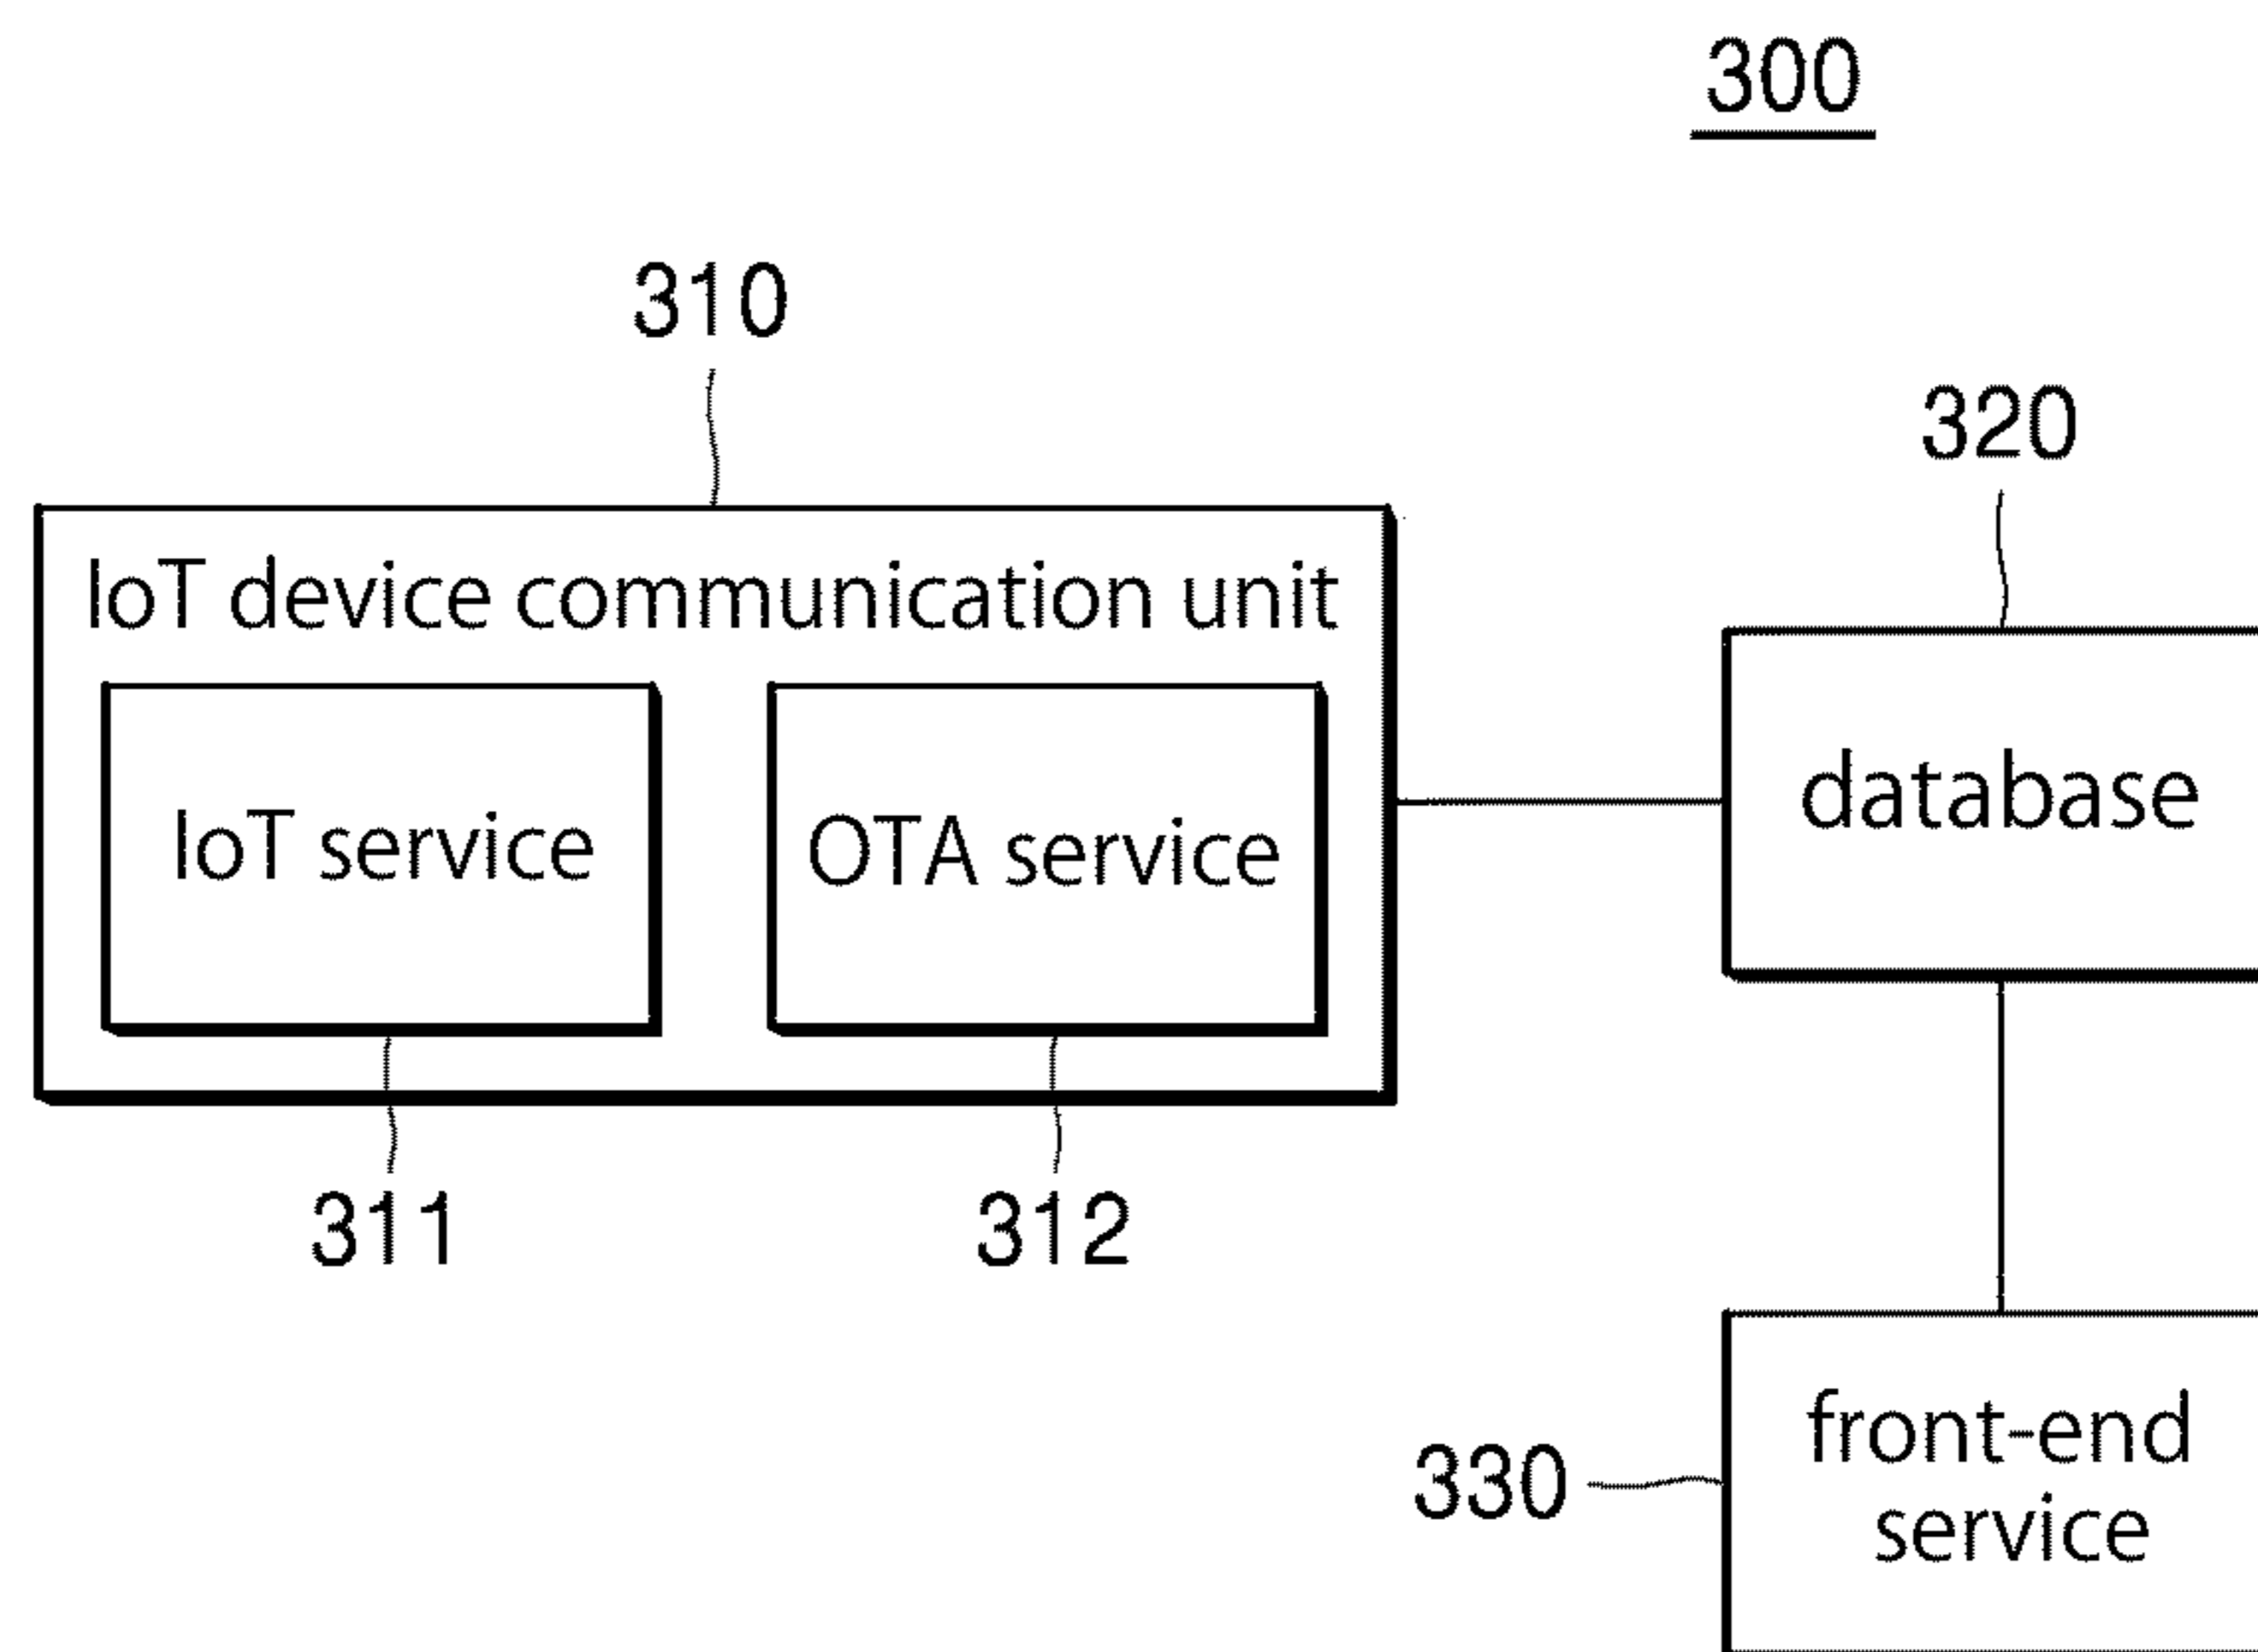 300
310
320
IoT device communication unit
IoT service
OTA service
database
311
312
330
front-end
service